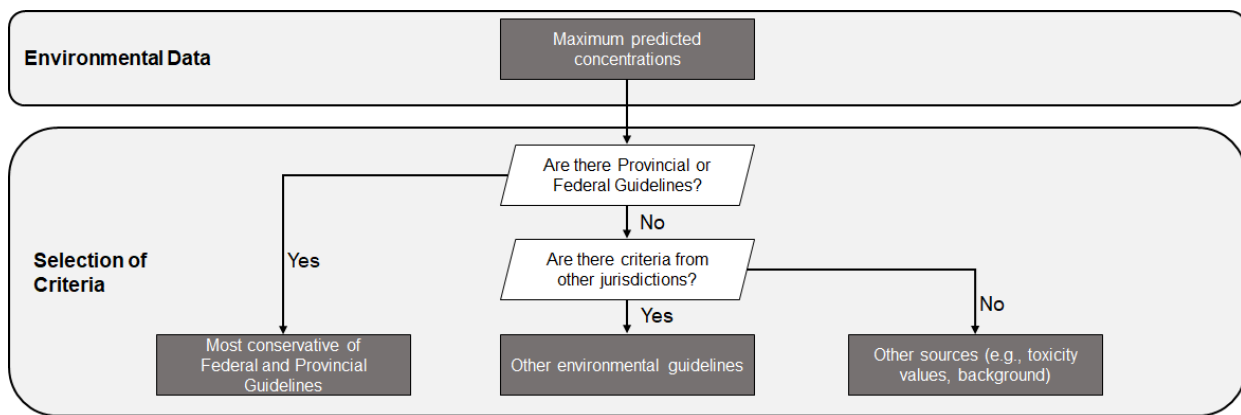 Environmental Data
Maximum predicted
concentrations
Are there Provincial or
Federal Guidelines?
No
Are there criteria from
other jurisdictions?
Selection of
Criteria
Yes
Yes
No
Most conservative of
Federal and Provincial
Guidelines
Other environmental guidelines
Other sources (e.g., toxicity
values, background)